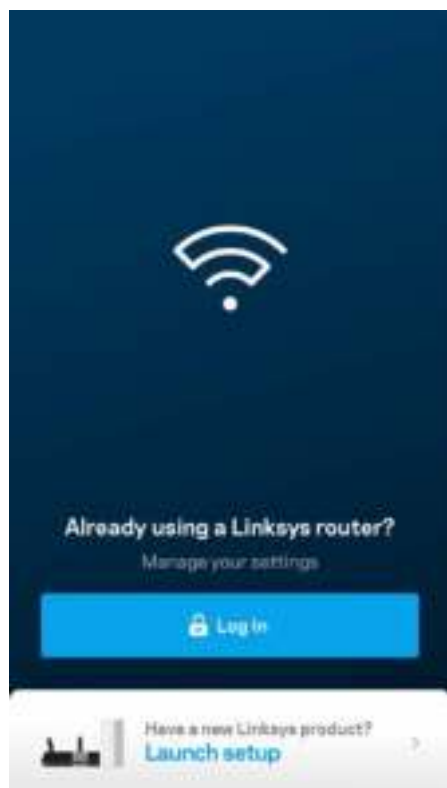 Already using a Linksys router?
Manage your settings
Log in
Have a new Linksys product?
Launch setup